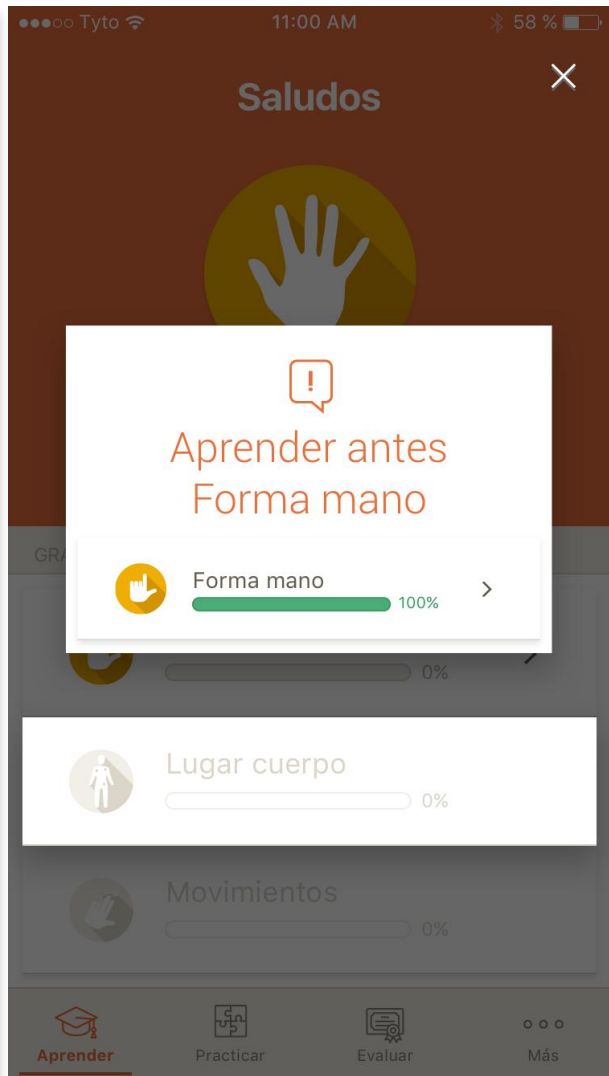 Tyto
11:00 AM
58 %
Saludos
!
Aprender antes
Forma mano
GRA
Forma mano
100%
0%
Lugar cuerpo
0%
Movimientos
0%
Aprender
Practicar
Evaluar
Más